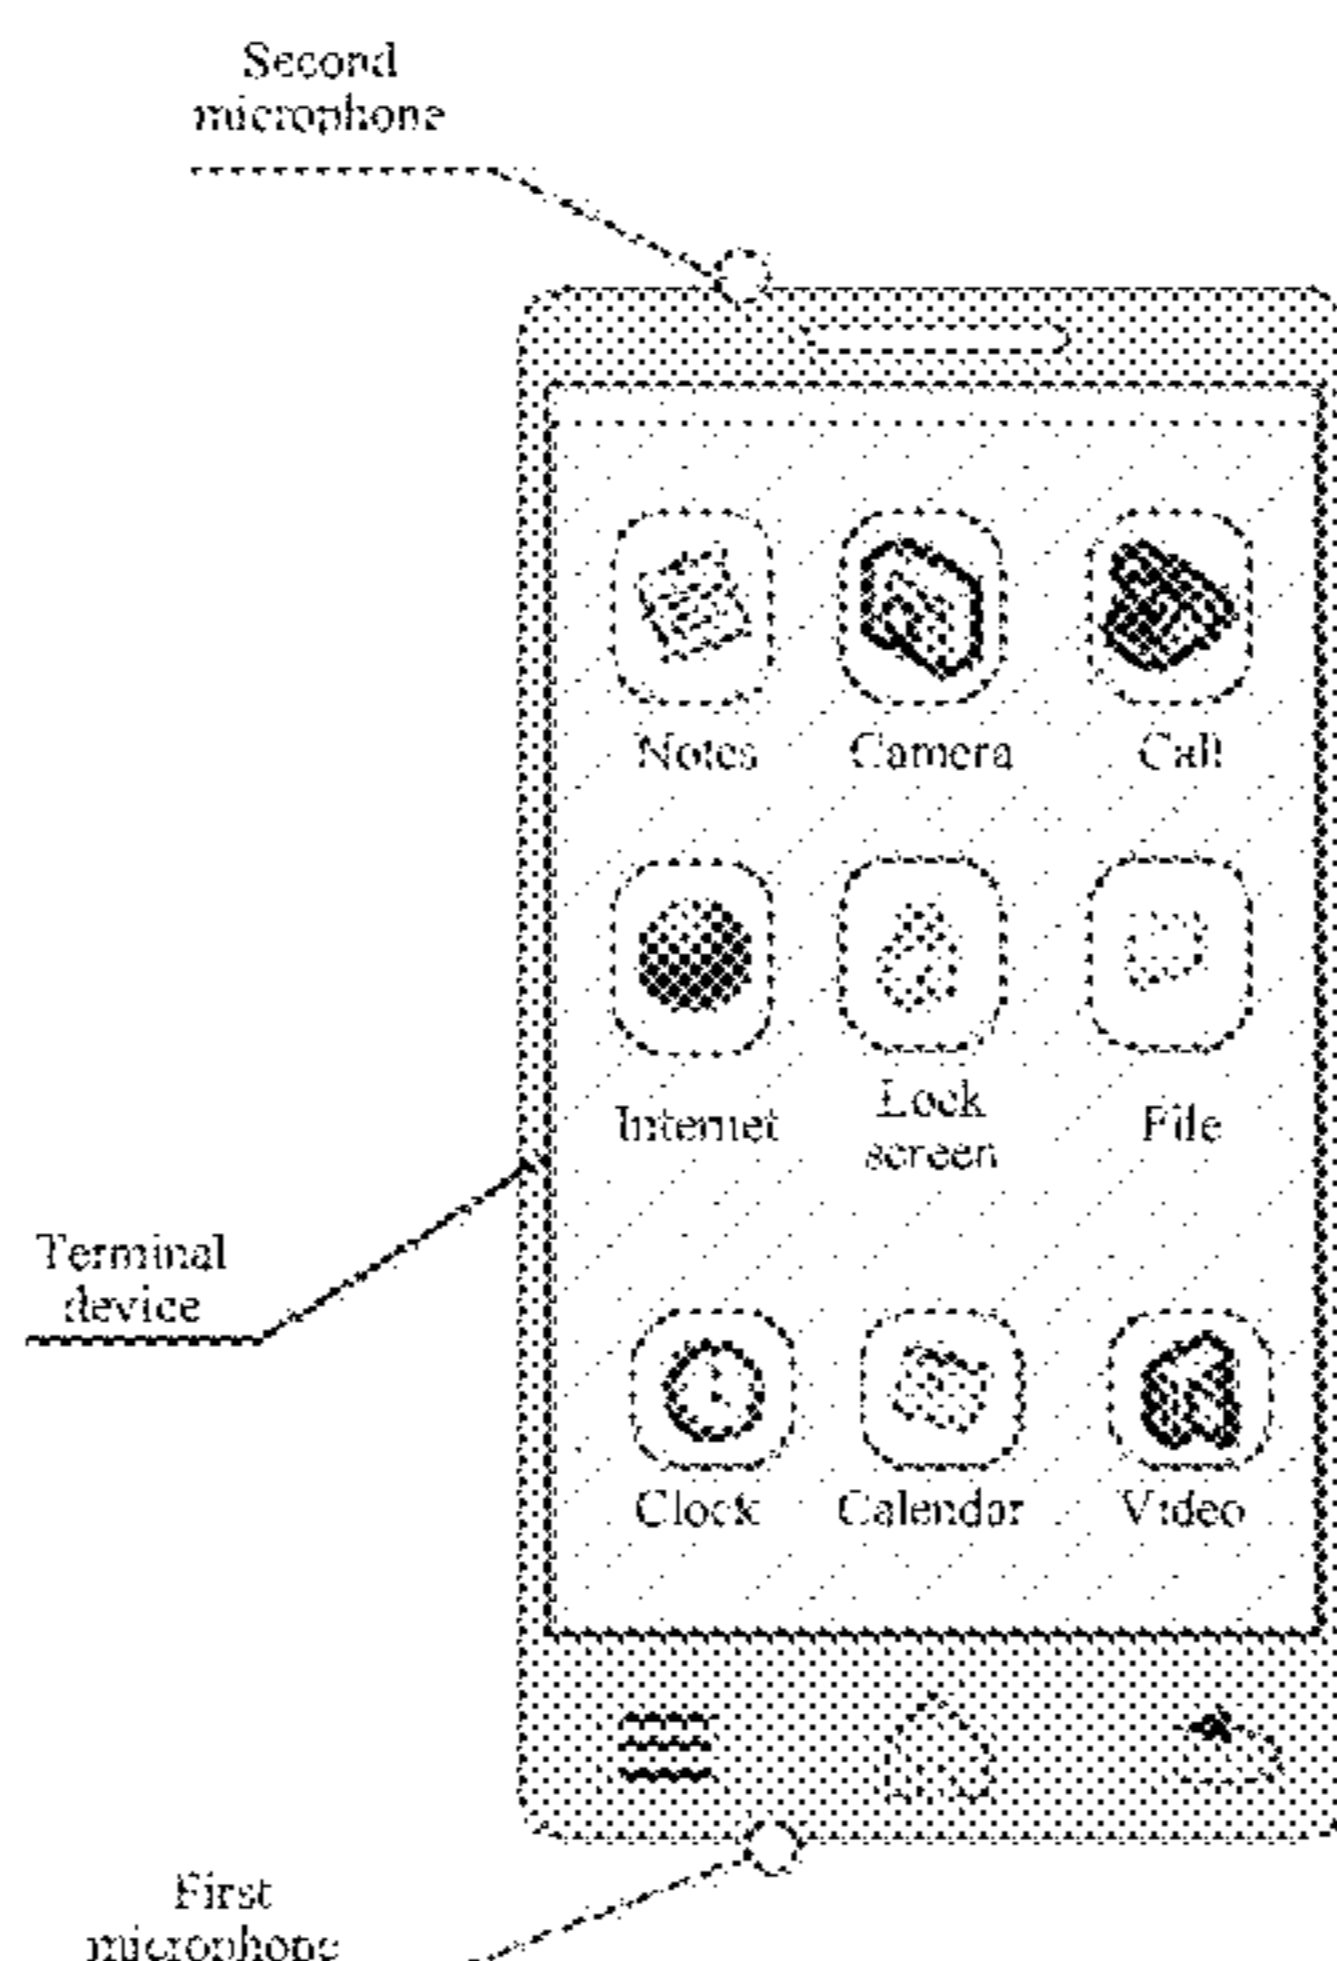 Second
microphone
Notes Camera Call
Internet Lock screen File
Terminal
device
Clock Calendar Video
First
microphone